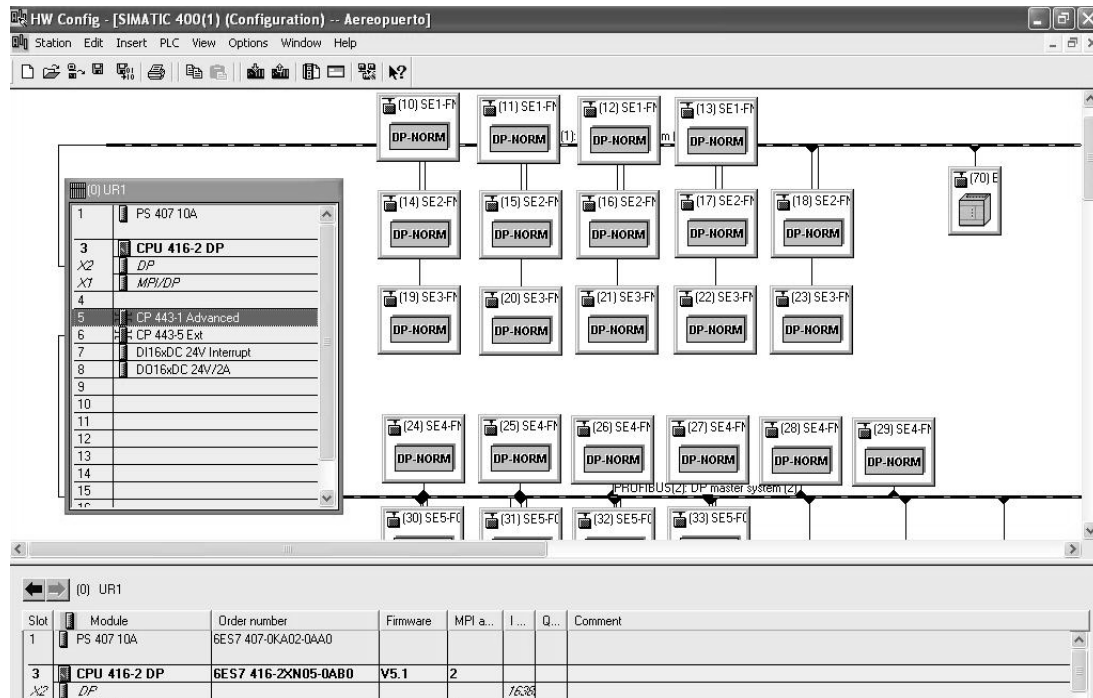 HW Config - [SIMATIC 400(1) (Configuration) -- Aereopuerto]
Station Edit Insert PLC View Options Window Help
(10) SE1-FN
(11) SE1-FN
(12) SE1-FN
(13) SE1-FN
DP-NORM
DP-NORM
DP-NORM
DP-NORM
(1):
(70) E
(14) SE2-FN
(15) SE2-FN
(16) SE2-FN
(17) SE2-FN
(18) SE2-FN
DP-NORM
DP-NORM
DP-NORM
DP-NORM
DP-NORM
(19) SE3-FN
(20) SE3-FN
(21) SE3-FN
(22) SE3-FN
(23) SE3-FN
DP-NORM
DP-NORM
DP-NORM
DP-NORM
DP-NORM
(0) UR1
1 PS 407 10A
3 CPU 416-2 DP
X2 DP
X1 MPI/DP
4
5 CP 443-1 Advanced
6 CP 443-5 Ext
7 DI16xDC 24V Interrupt
8 DO16xDC 24V/2A
9
10
11
12
13
14
15
16
(24) SE4-FN
(25) SE4-FN
(26) SE4-FN
(27) SE4-FN
(28) SE4-FN
(29) SE4-FN
DP-NORM
DP-NORM
DP-NORM
DP-NORM
DP-NORM
DP-NORM
PROFIBUS(2): DP master system (2)
(30) SE5-F0
(31) SE5-F0
(32) SE5-F0
(33) SE5-F0
(0) UR1
Slot Module Order number Firmware MPI a... I ... Q... Comment
1 PS 407 10A 6ES7 407-0KA02-0AA0
3 CPU 416-2 DP 6ES7 416-2XN05-0AB0 V5.1 2
X2 DP 1638